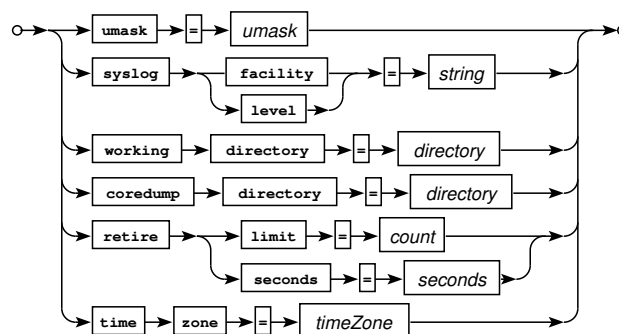 umask = umask
syslog facility = string
level
working directory = directory
coredump directory = directory
retire limit = count
seconds = seconds
time zone = timeZone